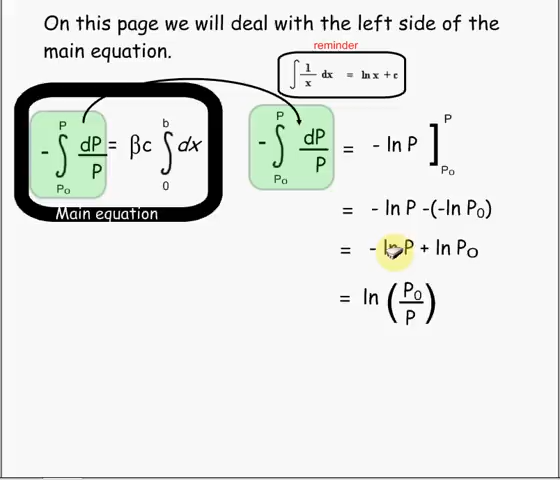 On this page we will deal with the left side of the
main equation.
reminder
∫ 1/x dx = ln x + c
- ∫ P P₀ dP/P = βc ∫ b 0 dx
Main equation
- ∫ P P₀ dP/P = - ln P ] P P₀
= - ln P -(-ln P₀)
= - ln P + ln P₀
= ln (P₀/P)